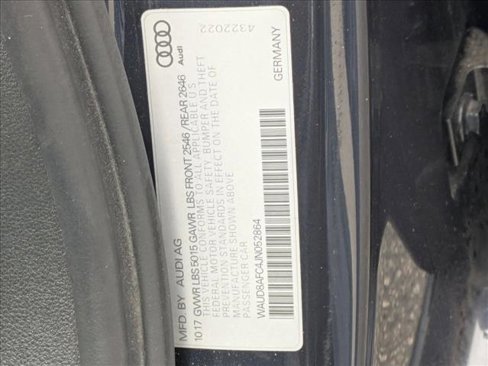 MFD BY AUDI AG
1017 GVWR LBS 5015 GAWR LBS FRONT 2546 /REAR 2646
THIS VEHICLE CONFORMS TO ALL APPLICABLE U.S.
FEDERAL MOTOR VEHICLE SAFETY, BUMPER AND THEFT
PREVENTION STANDARDS IN EFFECT ON THE DATE OF
MANUFACTURE SHOWN ABOVE
PASSENGER CAR
WAUD8AFC4JN052864
GERMANY
Audi
4322022